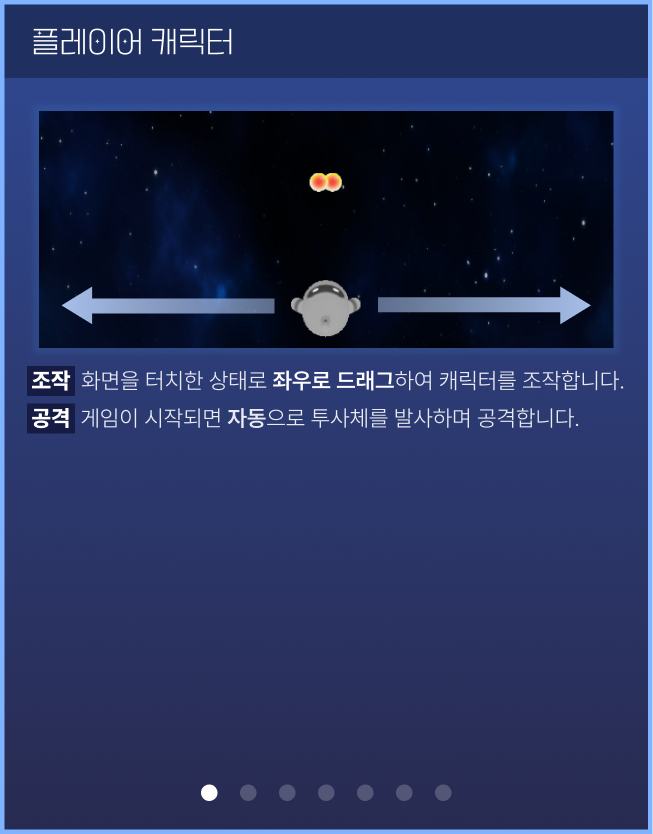 플레이어 캐릭터
조작 화면을 터치한 상태로 좌우로 드래그하여 캐릭터를 조작합니다.
공격 게임이 시작되면 자동으로 투사체를 발사하며 공격합니다.